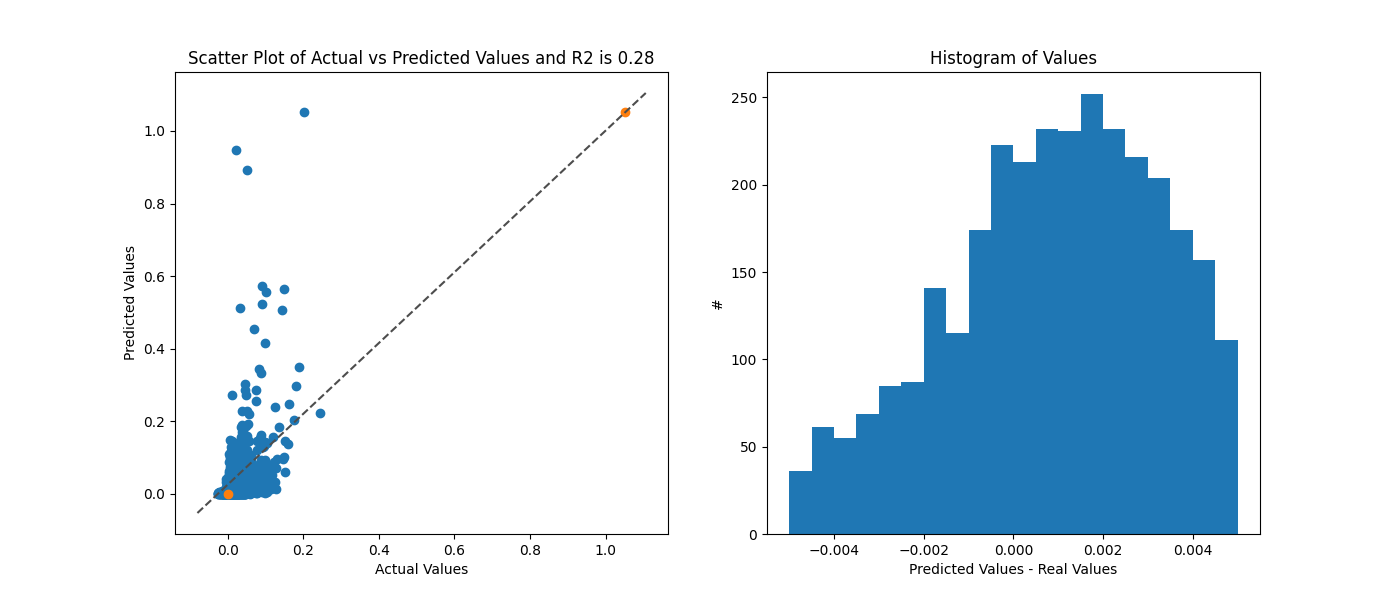 Scatter Plot of Actual vs Predicted Values and R2 is 0.28
Predicted Values
1.0
0.8
0.6
0.4
0.2
0.0
0.0 0.2 0.4 0.6 0.8 1.0
Actual Values
Histogram of Values
#
250
200
150
100
50
0
−0.004 −0.002 0.000 0.002 0.004
Predicted Values - Real Values